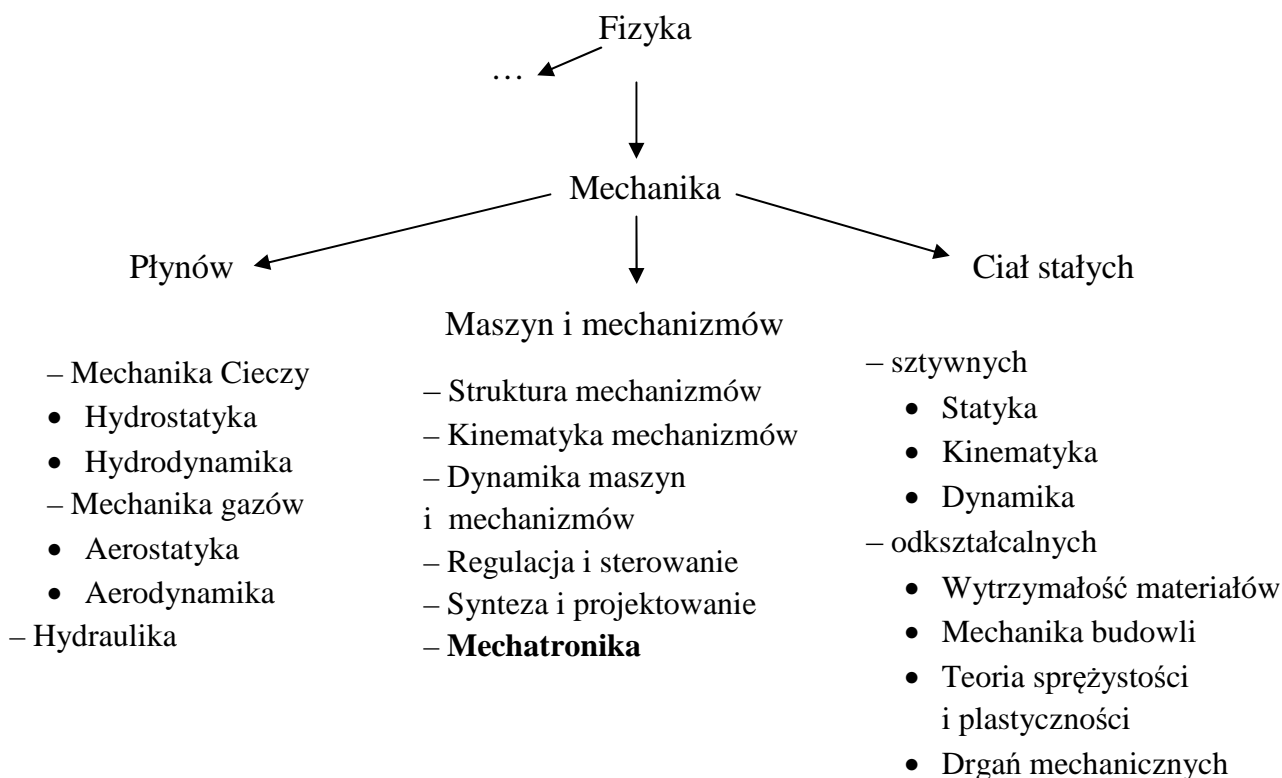 Fizyka
…
Mechanika
Płynów
– Mechanika Cieczy
• Hydrostatyka
• Hydrodynamika
– Mechanika gazów
• Aerostatyka
• Aerodynamika
– Hydraulika
Maszyn i mechanizmów
– Struktura mechanizmów
– Kinematyka mechanizmów
– Dynamika maszyn
i mechanizmów
– Regulacja i sterowanie
– Synteza i projektowanie
– Mechatronika
Ciał stałych
– sztywnych
• Statyka
• Kinematyka
• Dynamika
– odkształcalnych
• Wytrzymałość materiałów
• Mechanika budowli
• Teoria sprężystości
i plastyczności
• Drgań mechanicznych